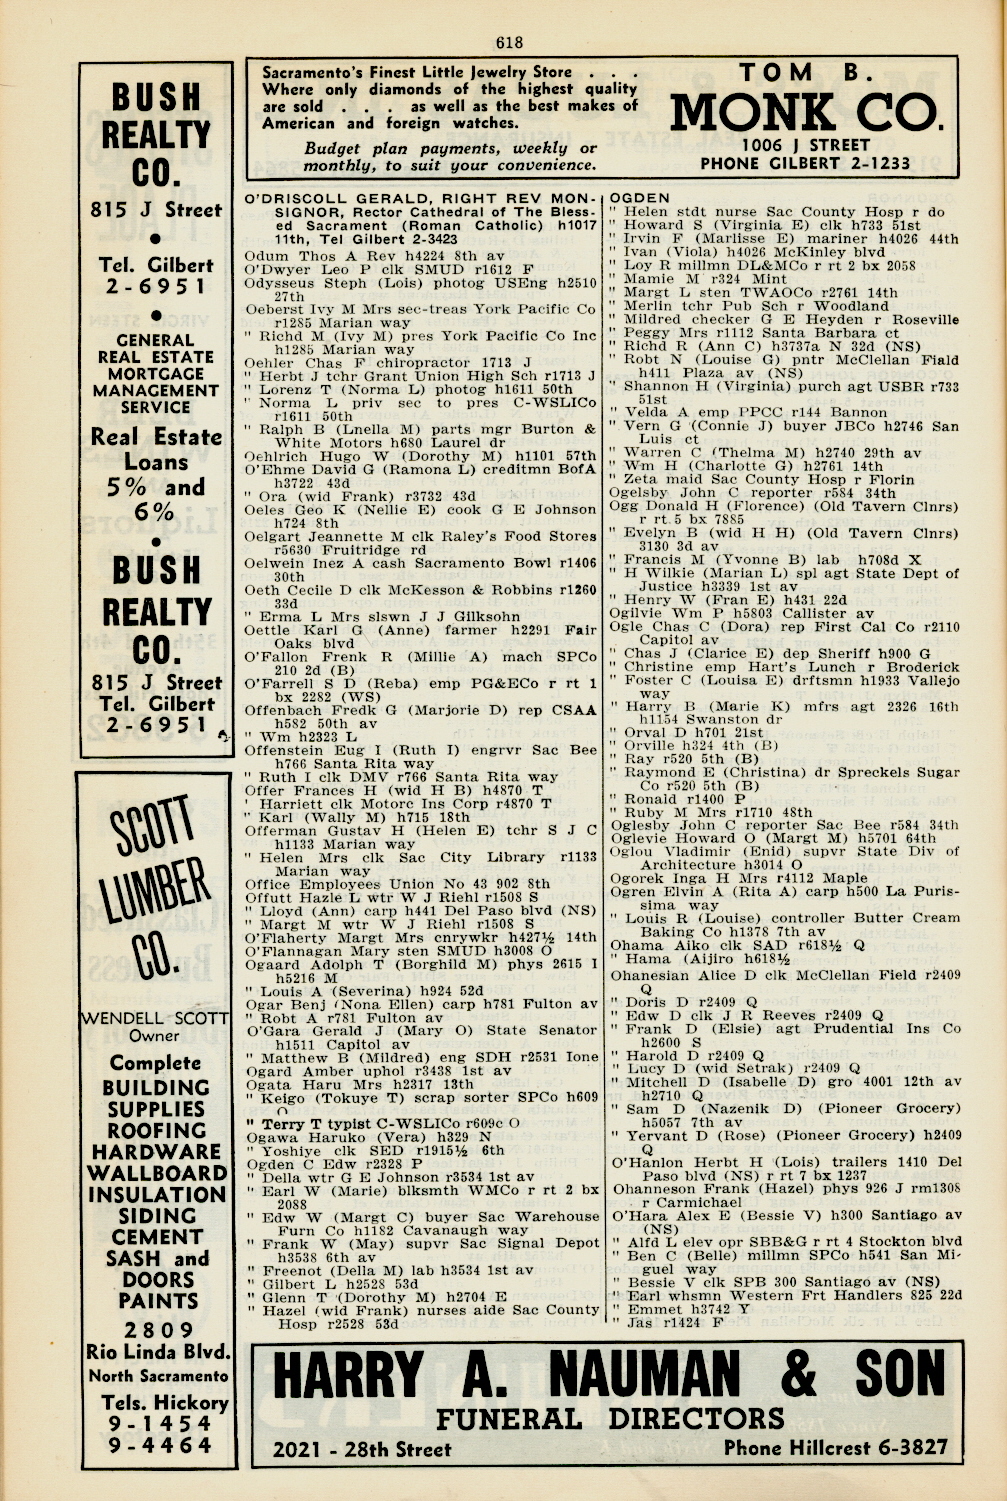 618
BUSH
REALTY
CO.
815 J Street
●
Tel. Gilbert
2-6951
●
GENERAL
REAL ESTATE
MORTGAGE
MANAGEMENT
SERVICE
Real Estate
Loans
5% and
6%
●
BUSH
REALTY
CO.
815 J Street
Tel. Gilbert
2-6951
SCOTT
LUMBER
CO.
WENDELL SCOTT
Owner
Complete
BUILDING
SUPPLIES
ROOFING
HARDWARE
WALLBOARD
INSULATION
SIDING
CEMENT
SASH and
DOORS
PAINTS
2809
Rio Linda Blvd.
North Sacramento
Tels. Hickory
9-1454
9-4464
Sacramento's Finest Little Jewelry Store . . .
Where only diamonds of the highest quality
are sold . . . as well as the best makes of
American and foreign watches.
Budget plan payments, weekly or
monthly, to suit your convenience.
TOM B.
MONK CO.
1006 J STREET
PHONE GILBERT 2-1233
O'DRISCOLL GERALD, RIGHT REV MON-
SIGNOR, Rector Cathedral of The Bless-
ed Sacrament (Roman Catholic) h1017
11th, Tel Gilbert 2-3423
Odum Thos A Rev h4224 8th av
O'Dwyer Leo P clk SMUD r1612 F
Odysseus Steph (Lois) photog USEng h2510
27th
Oeberst Ivy M Mrs sec-treas York Pacific Co
r1285 Marian way
" Richd M (Ivy M) pres York Pacific Co Inc
h1285 Marian way
Oehler Chas F chiropractor 1713 J
" Herbt J tchr Grant Union High Sch r1713 J
" Lorenz T (Norma L) photog h1611 50th
" Norma L priv sec to pres C-WSLICo
r1611 50th
" Ralph B (Lnella M) parts mgr Burton &
White Motors h680 Laurel dr
Oehlrich Hugo W (Dorothy M) h1101 57th
O'Ehme David G (Ramona L) creditmn BofA
h3722 43d
" Ora (wid Frank) r3732 43d
Oeles Geo K (Nellie E) cook G E Johnson
h724 8th
Oelgart Jeannette M clk Raley's Food Stores
r5630 Fruitridge rd
Oelwein Inez A cash Sacramento Bowl r1406
30th
Oeth Cecile D clk McKesson & Robbins r1260
33d
" Erma L Mrs slswn J J Gilksohn
Oettle Karl G (Anne) farmer h2291 Fair
Oaks blvd
O'Fallon Frenk R (Millie A) mach SPCo
210 2d (B)
O'Farrell S D (Reba) emp PG&ECo r rt 1
bx 2282 (WS)
Offenbach Fredk G (Marjorie D) rep CSAA
h582 50th av
" Wm h2323 L
Offenstein Eug I (Ruth I) engrvr Sac Bee
h766 Santa Rita way
" Ruth I clk DMV r766 Santa Rita way
Offer Frances H (wid H B) h4870 T
' Harriett clk Motorc Ins Corp r4870 T
" Karl (Wally M) h715 18th
Offerman Gustav H (Helen E) tchr S J C
h1133 Marian way
" Helen Mrs clk Sac City Library r1133
Marian way
Office Employees Union No 43 902 8th
Offutt Hazle L wtr W J Riehl r1508 S
" Lloyd (Ann) carp h441 Del Paso blvd (NS)
" Margt M wtr W J Riehl r1508 S
O'Flaherty Margt Mrs cnrywkr h427½ 14th
O'Flannagan Mary sten SMUD h3008 O
Ogaard Adolph T (Borghild M) phys 2615 I
h5216 M
" Louis A (Severina) h924 52d
Ogar Benj (Nona Ellen) carp h781 Fulton av
" Robt A r781 Fulton av
O'Gara Gerald J (Mary O) State Senator
h1511 Capitol av
" Matthew B (Mildred) eng SDH r2531 Ione
Ogard Amber uphol r3438 1st av
Ogata Haru Mrs h2317 13th
" Keigo (Tokuye T) scrap sorter SPCo h609
O
" Terry T typist C-WSLICo r609c O
Ogawa Haruko (Vera) h329 N
" Yoshiye clk SED r1915½ 6th
Ogden C Edw r2328 P
" Della wtr G E Johnson r3534 1st av
" Earl W (Marie) blksmth WMCo r rt 2 bx
2088
" Edw W (Margt C) buyer Sac Warehouse
Furn Co h1182 Cavanaugh way
" Frank W (May) supvr Sac Signal Depot
h3538 6th av
" Freenot (Della M) lab h3534 1st av
" Gilbert L h2528 53d
" Glenn T (Dorothy M) h2704 E
" Hazel (wid Frank) nurses aide Sac County
Hosp r2528 53d
OGDEN
" Helen stdt nurse Sac County Hosp r do
" Howard S (Virginia E) clk h733 51st
" Irvin F (Marlisse E) mariner h4026 44th
" Ivan (Viola) h4026 McKinley blvd
" Loy R millmn DL&MCo r rt 2 bx 2058
" Mamie M r324 Mint
" Margt L sten TWAOCo r2761 14th
" Merlin tchr Pub Sch r Woodland
" Mildred checker G E Heyden r Roseville
" Peggy Mrs r1112 Santa Barbara ct
" Richd R (Ann C) h3737a N 32d (NS)
" Robt N (Louise G) pntr McClellan Fiald
h411 Plaza av (NS)
" Shannon H (Virginia) purch agt USBR r733
51st
" Velda A emp PPCC r144 Bannon
" Vern G (Connie J) buyer JBCo h2746 San
Luis ct
" Warren C (Thelma M) h2740 29th av
" Wm H (Charlotte G) h2761 14th
" Zeta maid Sac County Hosp r Florin
Ogelsby John C reporter r584 34th
Ogg Donald H (Florence) (Old Tavern Clnrs)
r rt 5 bx 7885
" Evelyn B (wid H H) (Old Tavern Clnrs)
3130 3d av
" Francis M (Yvonne B) lab h708d X
" H Wilkie (Marian L) spl agt State Dept of
Justice h3339 1st av
" Henry W (Fran E) h431 22d
Ogilvie Wm P h5803 Callister av
Ogle Chas C (Dora) rep First Cal Co r2110
Capitol av
" Chas J (Clarice E) dep Sheriff h900 G
" Christine emp Hart's Lunch r Broderick
" Foster C (Louisa E) drftsmn h1933 Vallejo
way
" Harry B (Marie K) mfrs agt 2326 16th
h1154 Swanston dr
" Orval D h701 21st
" Orville h324 4th (B)
" Ray r520 5th (B)
" Raymond E (Christina) dr Spreckels Sugar
Co r520 5th (B)
" Ronald r1400 P
" Ruby M Mrs r1710 48th
Oglesby John C reporter Sac Bee r584 34th
Oglevie Howard O (Margt M) h5701 64th
Oglou Vladimir (Enid) supvr State Div of
Architecture h3014 O
Ogorek Inga H Mrs r4112 Maple
Ogren Elvin A (Rita A) carp h500 La Puris-
sima way
" Louis R (Louise) controller Butter Cream
Baking Co h1378 7th av
Ohama Aiko clk SAD r618½ Q
" Hama (Aijiro h618½
Ohanesian Alice D clk McClellan Field r2409
Q
" Doris D r2409 Q
" Edw D clk J R Reeves r2409 Q
" Frank D (Elsie) agt Prudential Ins Co
h2600 S
" Harold D r2409 Q
" Lucy D (wid Setrak) r2409 Q
" Mitchell D (Isabelle D) gro 4001 12th av
h2710 Q
" Sam D (Nazenik D) (Pioneer Grocery)
h5057 7th av
" Yervant D (Rose) (Pioneer Grocery) h2409
Q
O'Hanlon Herbt H (Lois) trailers 1410 Del
Paso blvd (NS) r rt 7 bx 1237
Ohanneson Frank (Hazel) phys 926 J rm1308
r Carmichael
O'Hara Alex E (Bessie V) h300 Santiago av
(NS)
" Alfd L elev opr SBB&G r rt 4 Stockton blvd
" Ben C (Belle) millmn SPCo h541 San Mi-
guel way
" Bessie V clk SPB 300 Santiago av (NS)
" Earl whsmn Western Frt Handlers 825 22d
" Emmet h3742 Y
" Jas r1424 F
HARRY A. NAUMAN & SON
FUNERAL DIRECTORS
2021 - 28th Street Phone Hillcrest 6-3827